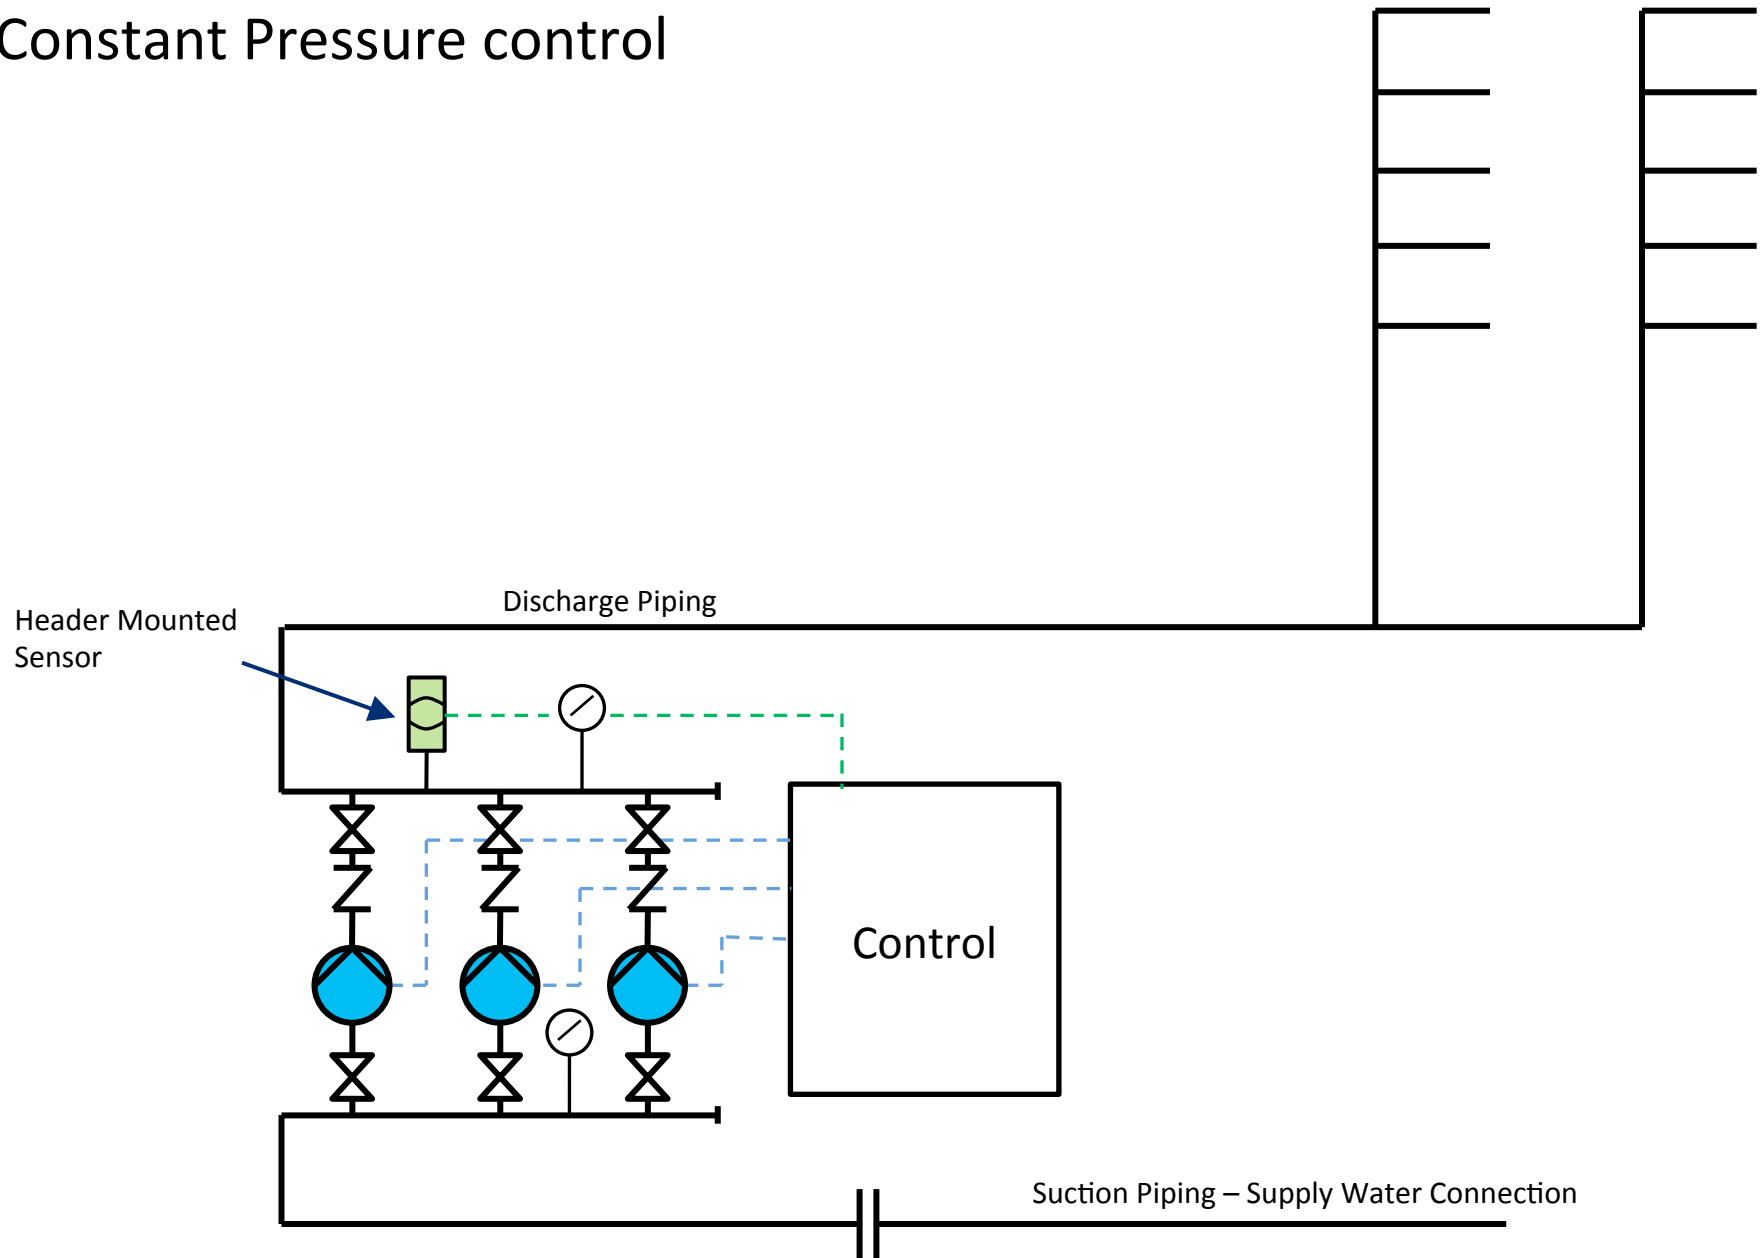 Constant Pressure control
Discharge Piping
Header Mounted
Sensor
Control
Suction Piping – Supply Water Connection